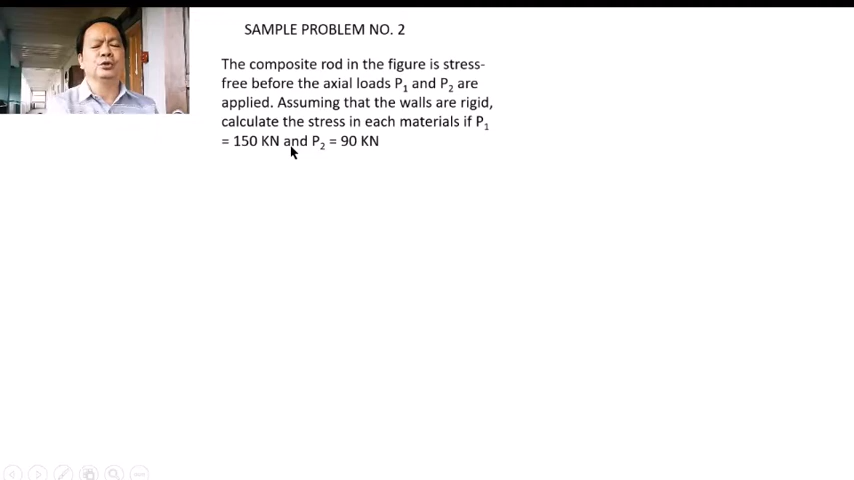 SAMPLE PROBLEM NO. 2
The composite rod in the figure is stress-
free before the axial loads P₁ and P₂ are
applied. Assuming that the walls are rigid,
calculate the stress in each materials if P₁
= 150 KN and P₂ = 90 KN